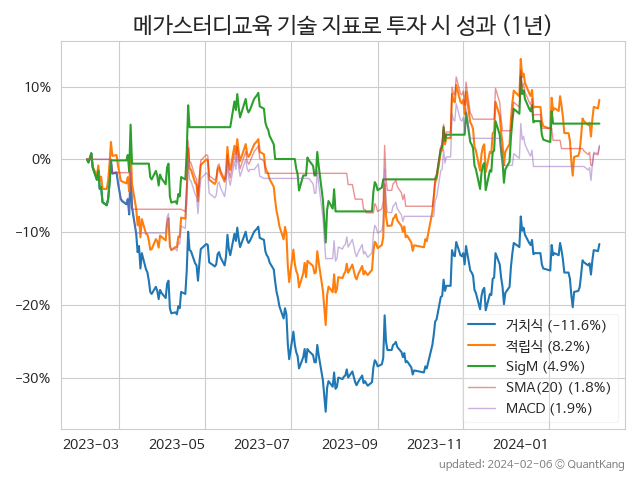 메가스터디교육 기술 지표로 투자 시 성과 (1년)
10%
0%
−10%
−20%
−30%
거치식 (−11.6%)
적립식 (8.2%)
SigM (4.9%)
SMA(20) (1.8%)
MACD (1.9%)
2023-03 2023-05 2023-07 2023-09 2023-11 2024-01
updated: 2024-02-06 © QuantKang